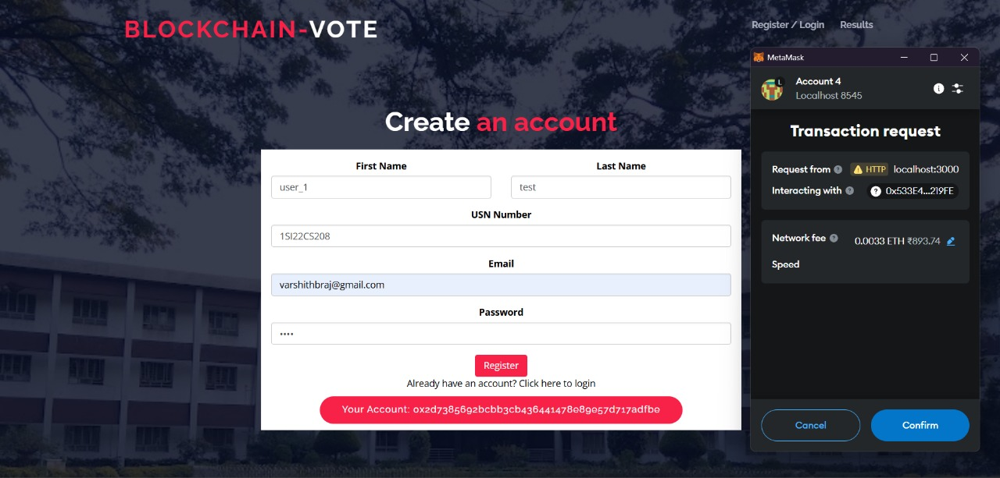 BLOCKCHAIN-VOTE
Register / Login Results
Create an account
First Name Last Name
user_1 test
USN Number
1SI22CS208
Email
varshithbraj@gmail.com
Password
••••
Register
Already have an account? Click here to login
Your Account: 0x2d7385692bcbb3cb436441478e89e57d717adfbe
MetaMask
L
Account 4
Localhost 8545
Transaction request
Request from HTTP localhost:3000
Interacting with 0x533E4...219FE
Network fee 0.0033 ETH ₹893.74
Speed
Cancel Confirm